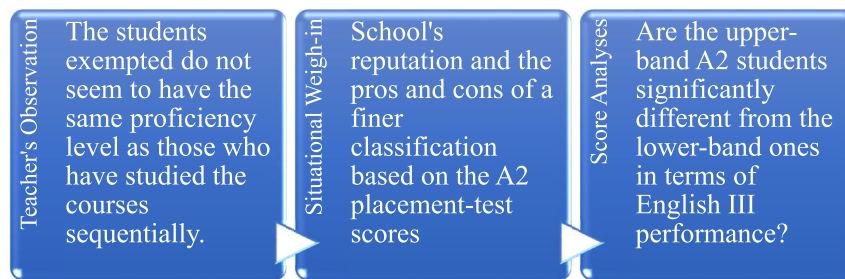 Teacher's Observation
The students
exempted do not
seem to have the
same proficiency
level as those who
have studied the
courses
sequentially.
Situational Weigh-in
School's
reputation and the
pros and cons of a
finer
classification
based on the A2
placement-test
scores
Score Analyses
Are the upper-
band A2 students
significantly
different from the
lower-band ones
in terms of
English III
performance?